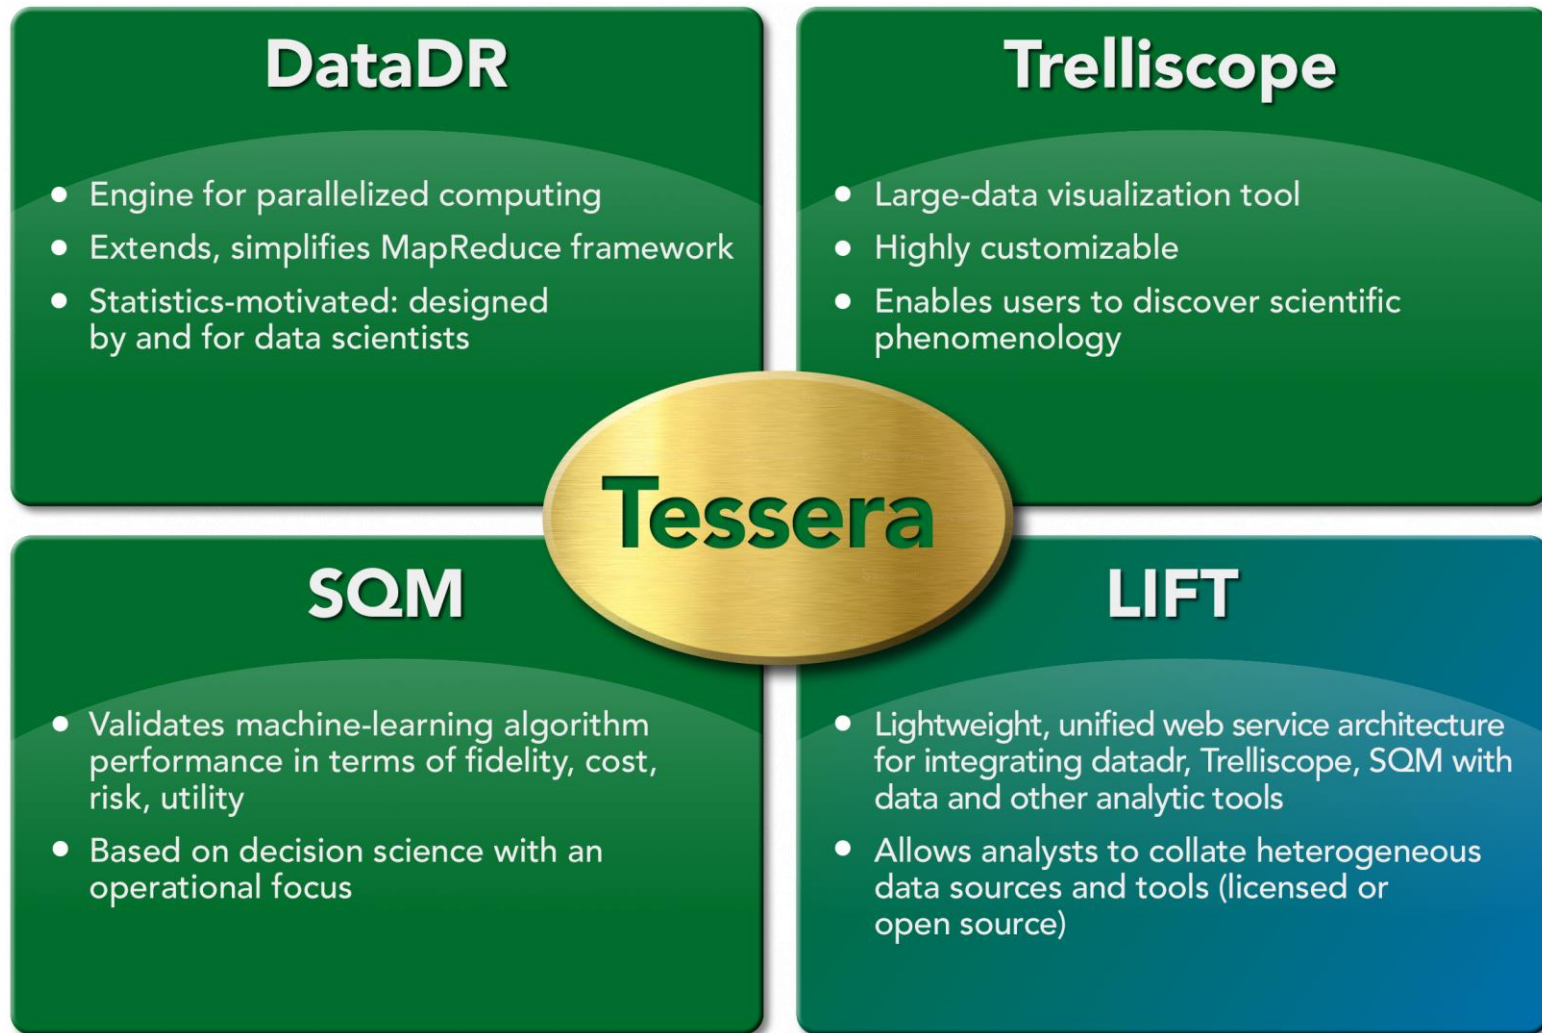 DataDR
• Engine for parallelized computing
• Extends, simplifies MapReduce framework
• Statistics-motivated: designed
by and for data scientists
Trelliscope
• Large-data visualization tool
• Highly customizable
• Enables users to discover scientific
phenomenology
Tessera
SQM
• Validates machine-learning algorithm
performance in terms of fidelity, cost,
risk, utility
• Based on decision science with an
operational focus
LIFT
• Lightweight, unified web service architecture
for integrating datadr, Trelliscope, SQM with
data and other analytic tools
• Allows analysts to collate heterogeneous
data sources and tools (licensed or
open source)